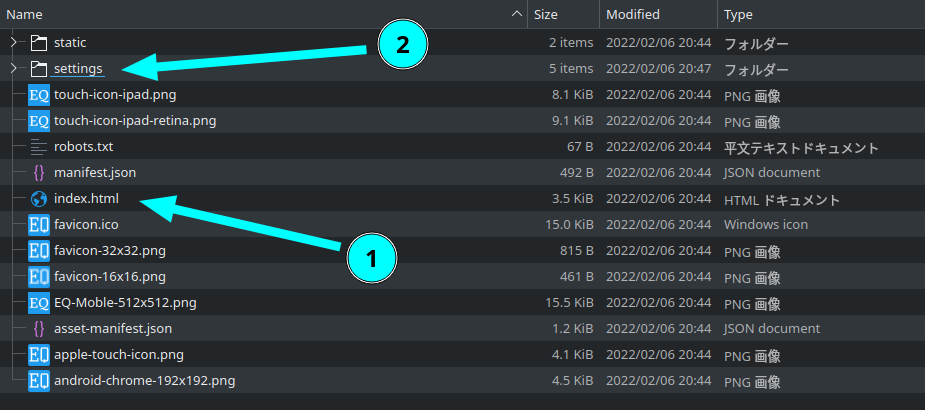 Name Size Modified Type
static 2 items 2022/02/06 20:44 フォルダー
2
settings 5 items 2022/02/06 20:47 フォルダー
EQ touch-icon-ipad.png 8.1 KiB 2022/02/06 20:44 PNG 画像
EQ touch-icon-ipad-retina.png 9.1 KiB 2022/02/06 20:44 PNG 画像
robots.txt 67 B 2022/02/06 20:44 平文テキストドキュメント
{} manifest.json 492 B 2022/02/06 20:44 JSON document
index.html 3.5 KiB 2022/02/06 20:44 HTML ドキュメント
EQ favicon.ico 15.0 KiB 2022/02/06 20:44 Windows icon
EQ favicon-32x32.png 815 B 2022/02/06 20:44 PNG 画像
1
EQ favicon-16x16.png 461 B 2022/02/06 20:44 PNG 画像
EQ EQ-Moble-512x512.png 15.5 KiB 2022/02/06 20:44 PNG 画像
{} asset-manifest.json 1.2 KiB 2022/02/06 20:44 JSON document
EQ apple-touch-icon.png 4.1 KiB 2022/02/06 20:44 PNG 画像
EQ android-chrome-192x192.png 4.5 KiB 2022/02/06 20:44 PNG 画像